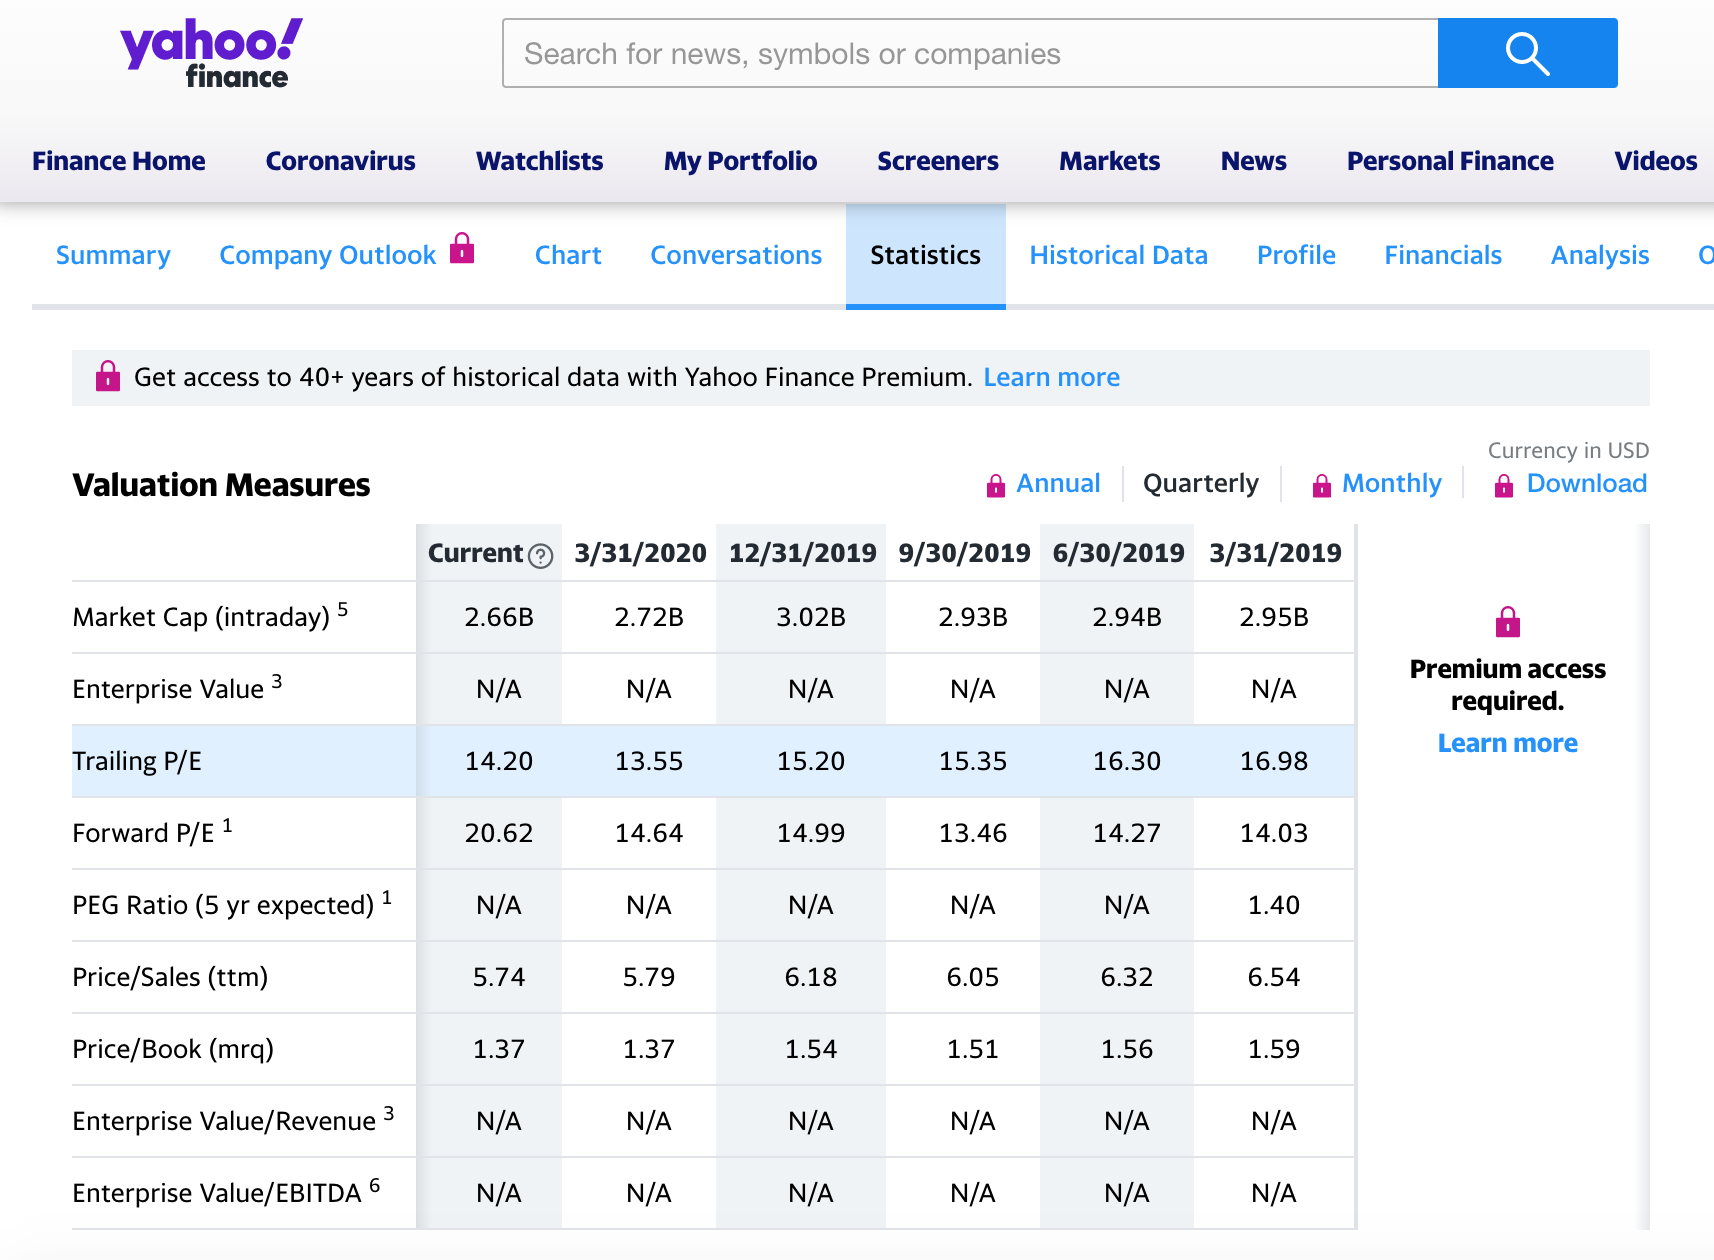 yahoo!
finance
Search for news, symbols or companies
Finance Home Coronavirus Watchlists My Portfolio Screeners Markets News Personal Finance Videos
Summary Company Outlook Chart Conversations Statistics Historical Data Profile Financials Analysis
Get access to 40+ years of historical data with Yahoo Finance Premium. Learn more
Currency in USD
Valuation Measures Annual Quarterly Monthly Download
Current ? 3/31/2020 12/31/2019 9/30/2019 6/30/2019 3/31/2019
Market Cap (intraday) 5 2.66B 2.72B 3.02B 2.93B 2.94B 2.95B
Enterprise Value 3 N/A N/A N/A N/A N/A N/A
Premium access
required.
Learn more
Trailing P/E 14.20 13.55 15.20 15.35 16.30 16.98
Forward P/E 1 20.62 14.64 14.99 13.46 14.27 14.03
PEG Ratio (5 yr expected) 1 N/A N/A N/A N/A N/A 1.40
Price/Sales (ttm) 5.74 5.79 6.18 6.05 6.32 6.54
Price/Book (mrq) 1.37 1.37 1.54 1.51 1.56 1.59
Enterprise Value/Revenue 3 N/A N/A N/A N/A N/A N/A
Enterprise Value/EBITDA 6 N/A N/A N/A N/A N/A N/A